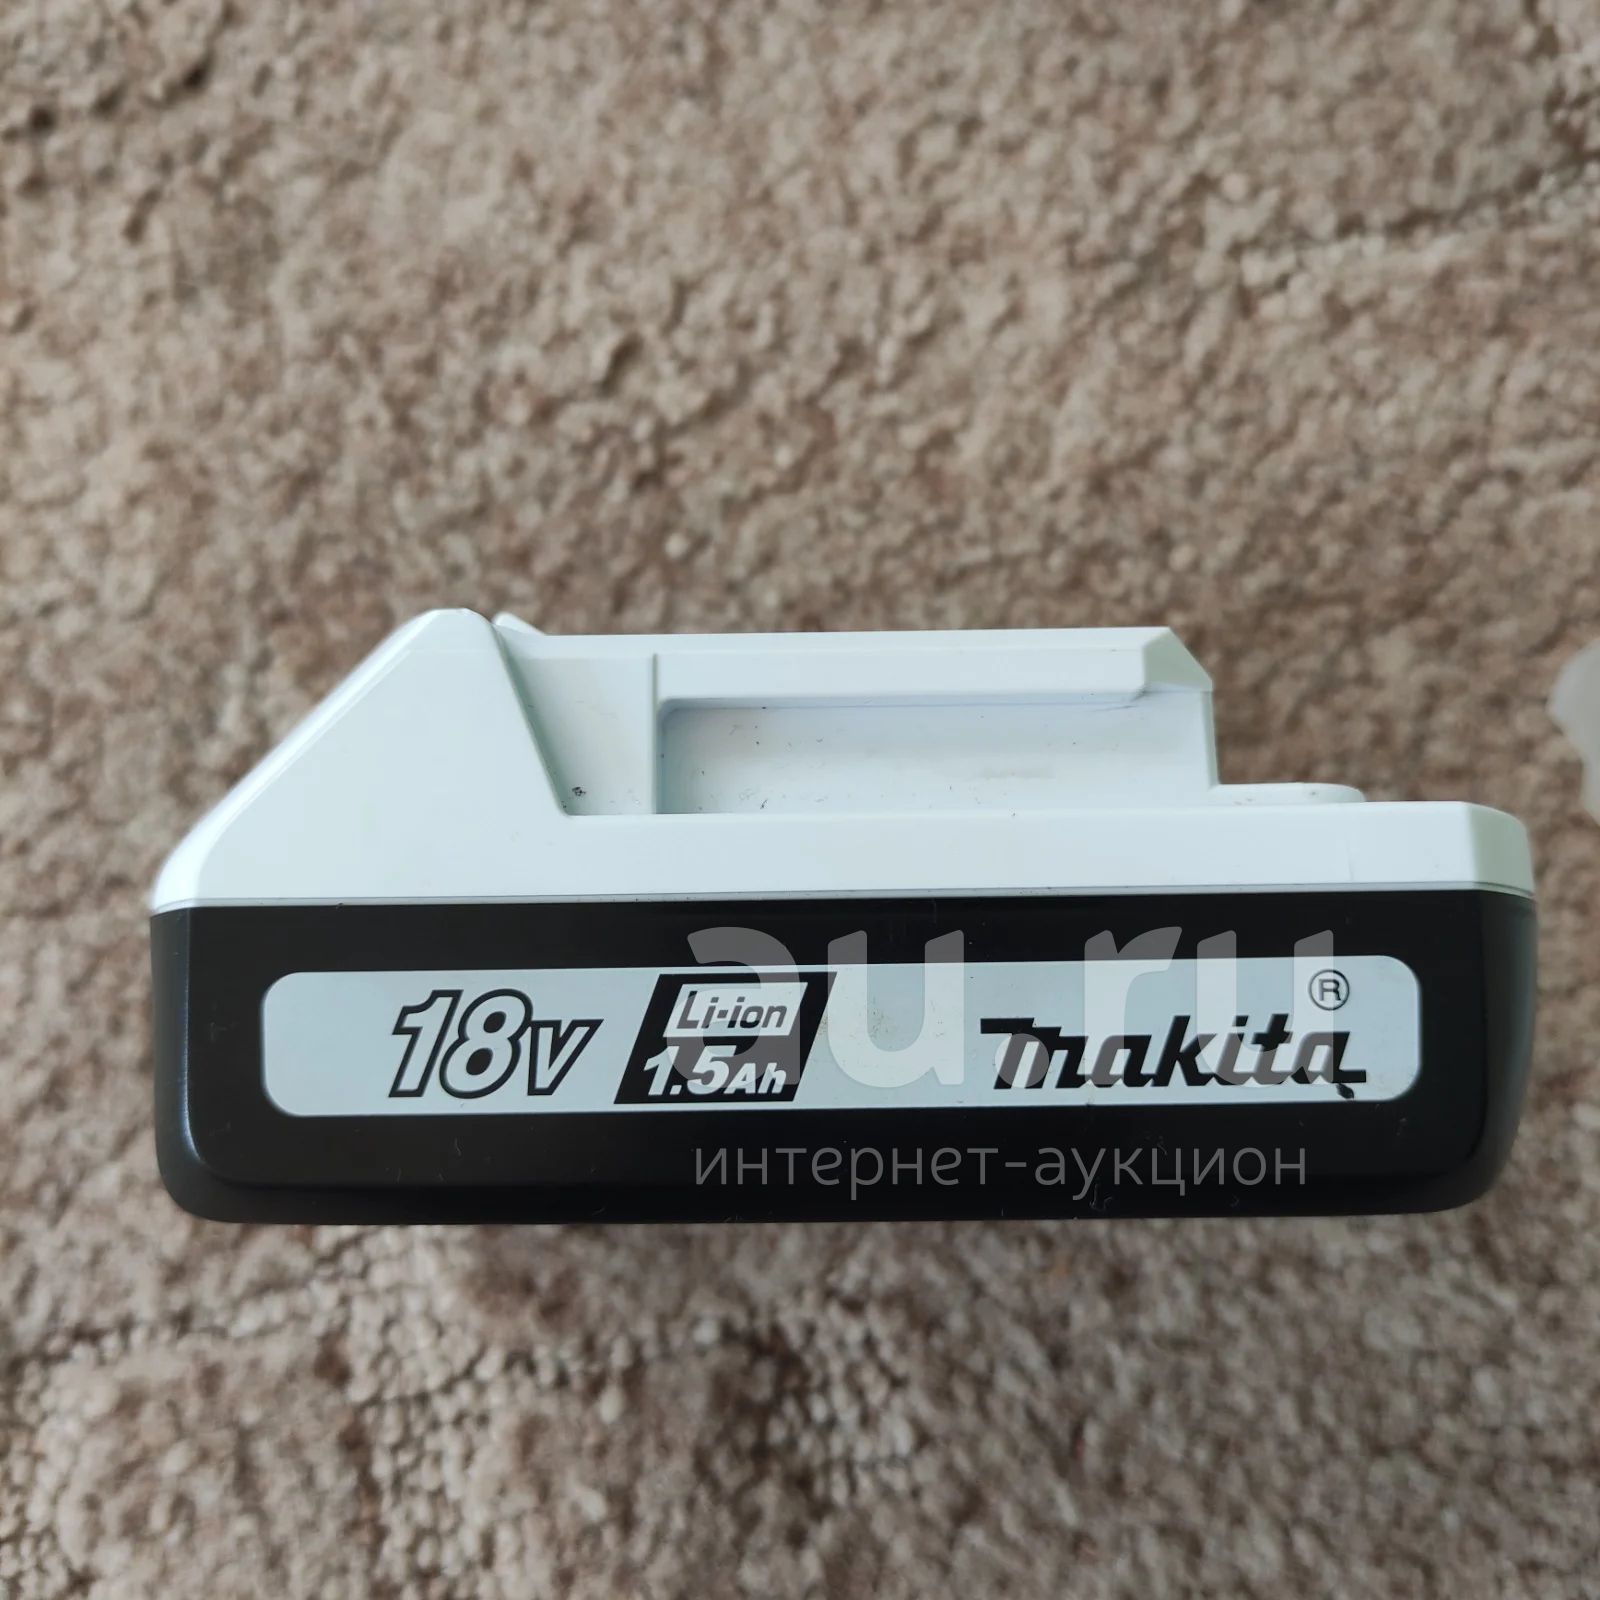 18V Li-ion 1.5Ah makita ®
au.ru
интернет-аукцион